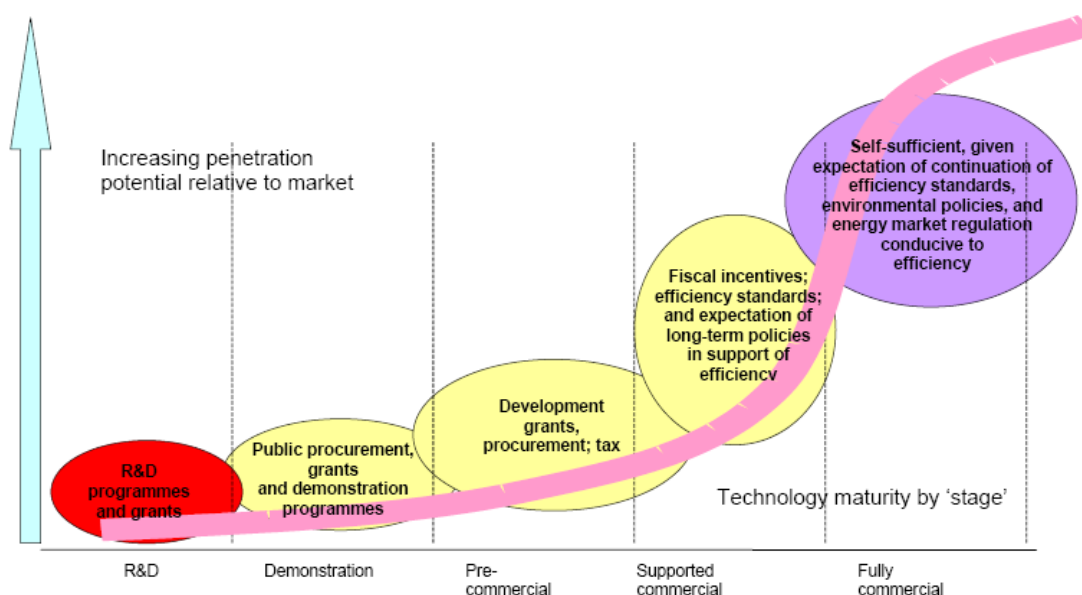 Increasing penetration
potential relative to market
Self-sufficient, given
expectation of continuation of
efficiency standards,
environmental policies, and
energy market regulation
conducive to
efficiency
Fiscal incentives;
efficiency standards;
and expectation of
long-term policies
in support of
efficiency
Development
grants,
procurement; tax
Public procurement,
grants
and demonstration
programmes
R&D
programmes
and grants
Technology maturity by ‘stage’
R&D
Demonstration
Pre-
commercial
Supported
commercial
Fully
commercial